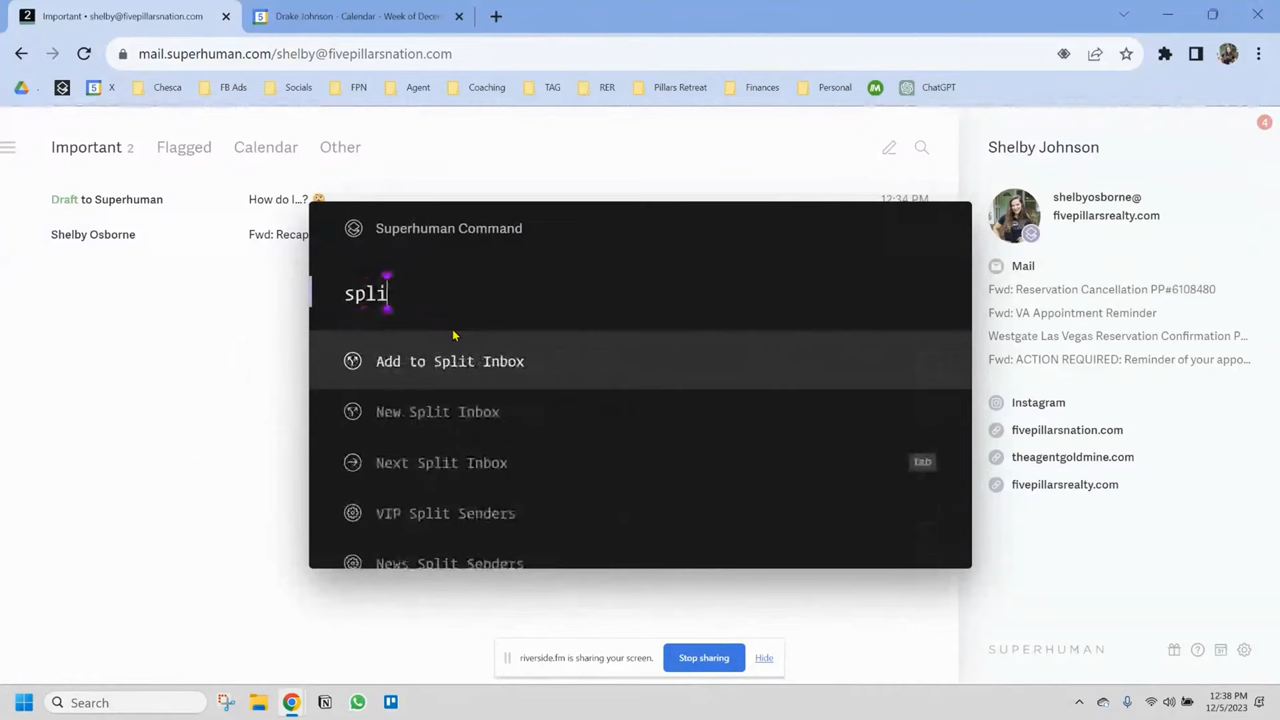 2 Important • shelby@fivepillarsnation.com
5 Drake Johnson - Calendar - Week of Decem
mail.superhuman.com/shelby@fivepillarsnation.com
5 X Chesca FB Ads Socials FPN Agent Coaching TAG RER Pillars Retreat Finances Personal ChatGPT
4
Important 2 Flagged Calendar Other
Shelby Johnson
Draft to Superhuman How do I...? 12:34 PM
shelbyosborne@
fivepillarsrealty.com
Shelby Osborne Fwd: Recap
Superhuman Command
spli
Add to Split Inbox
New Split Inbox
Next Split Inbox tab
VIP Split Senders
News Split Senders
Mail
Fwd: Reservation Cancellation PP#6108480
Fwd: VA Appointment Reminder
Westgate Las Vegas Reservation Confirmation P...
Fwd: ACTION REQUIRED: Reminder of your appo...
Instagram
fivepillarsnation.com
theagentgoldmine.com
fivepillarsrealty.com
SUPERHUMAN
riverside.fm is sharing your screen. Stop sharing Hide
Search
12:38 PM
12/5/2023